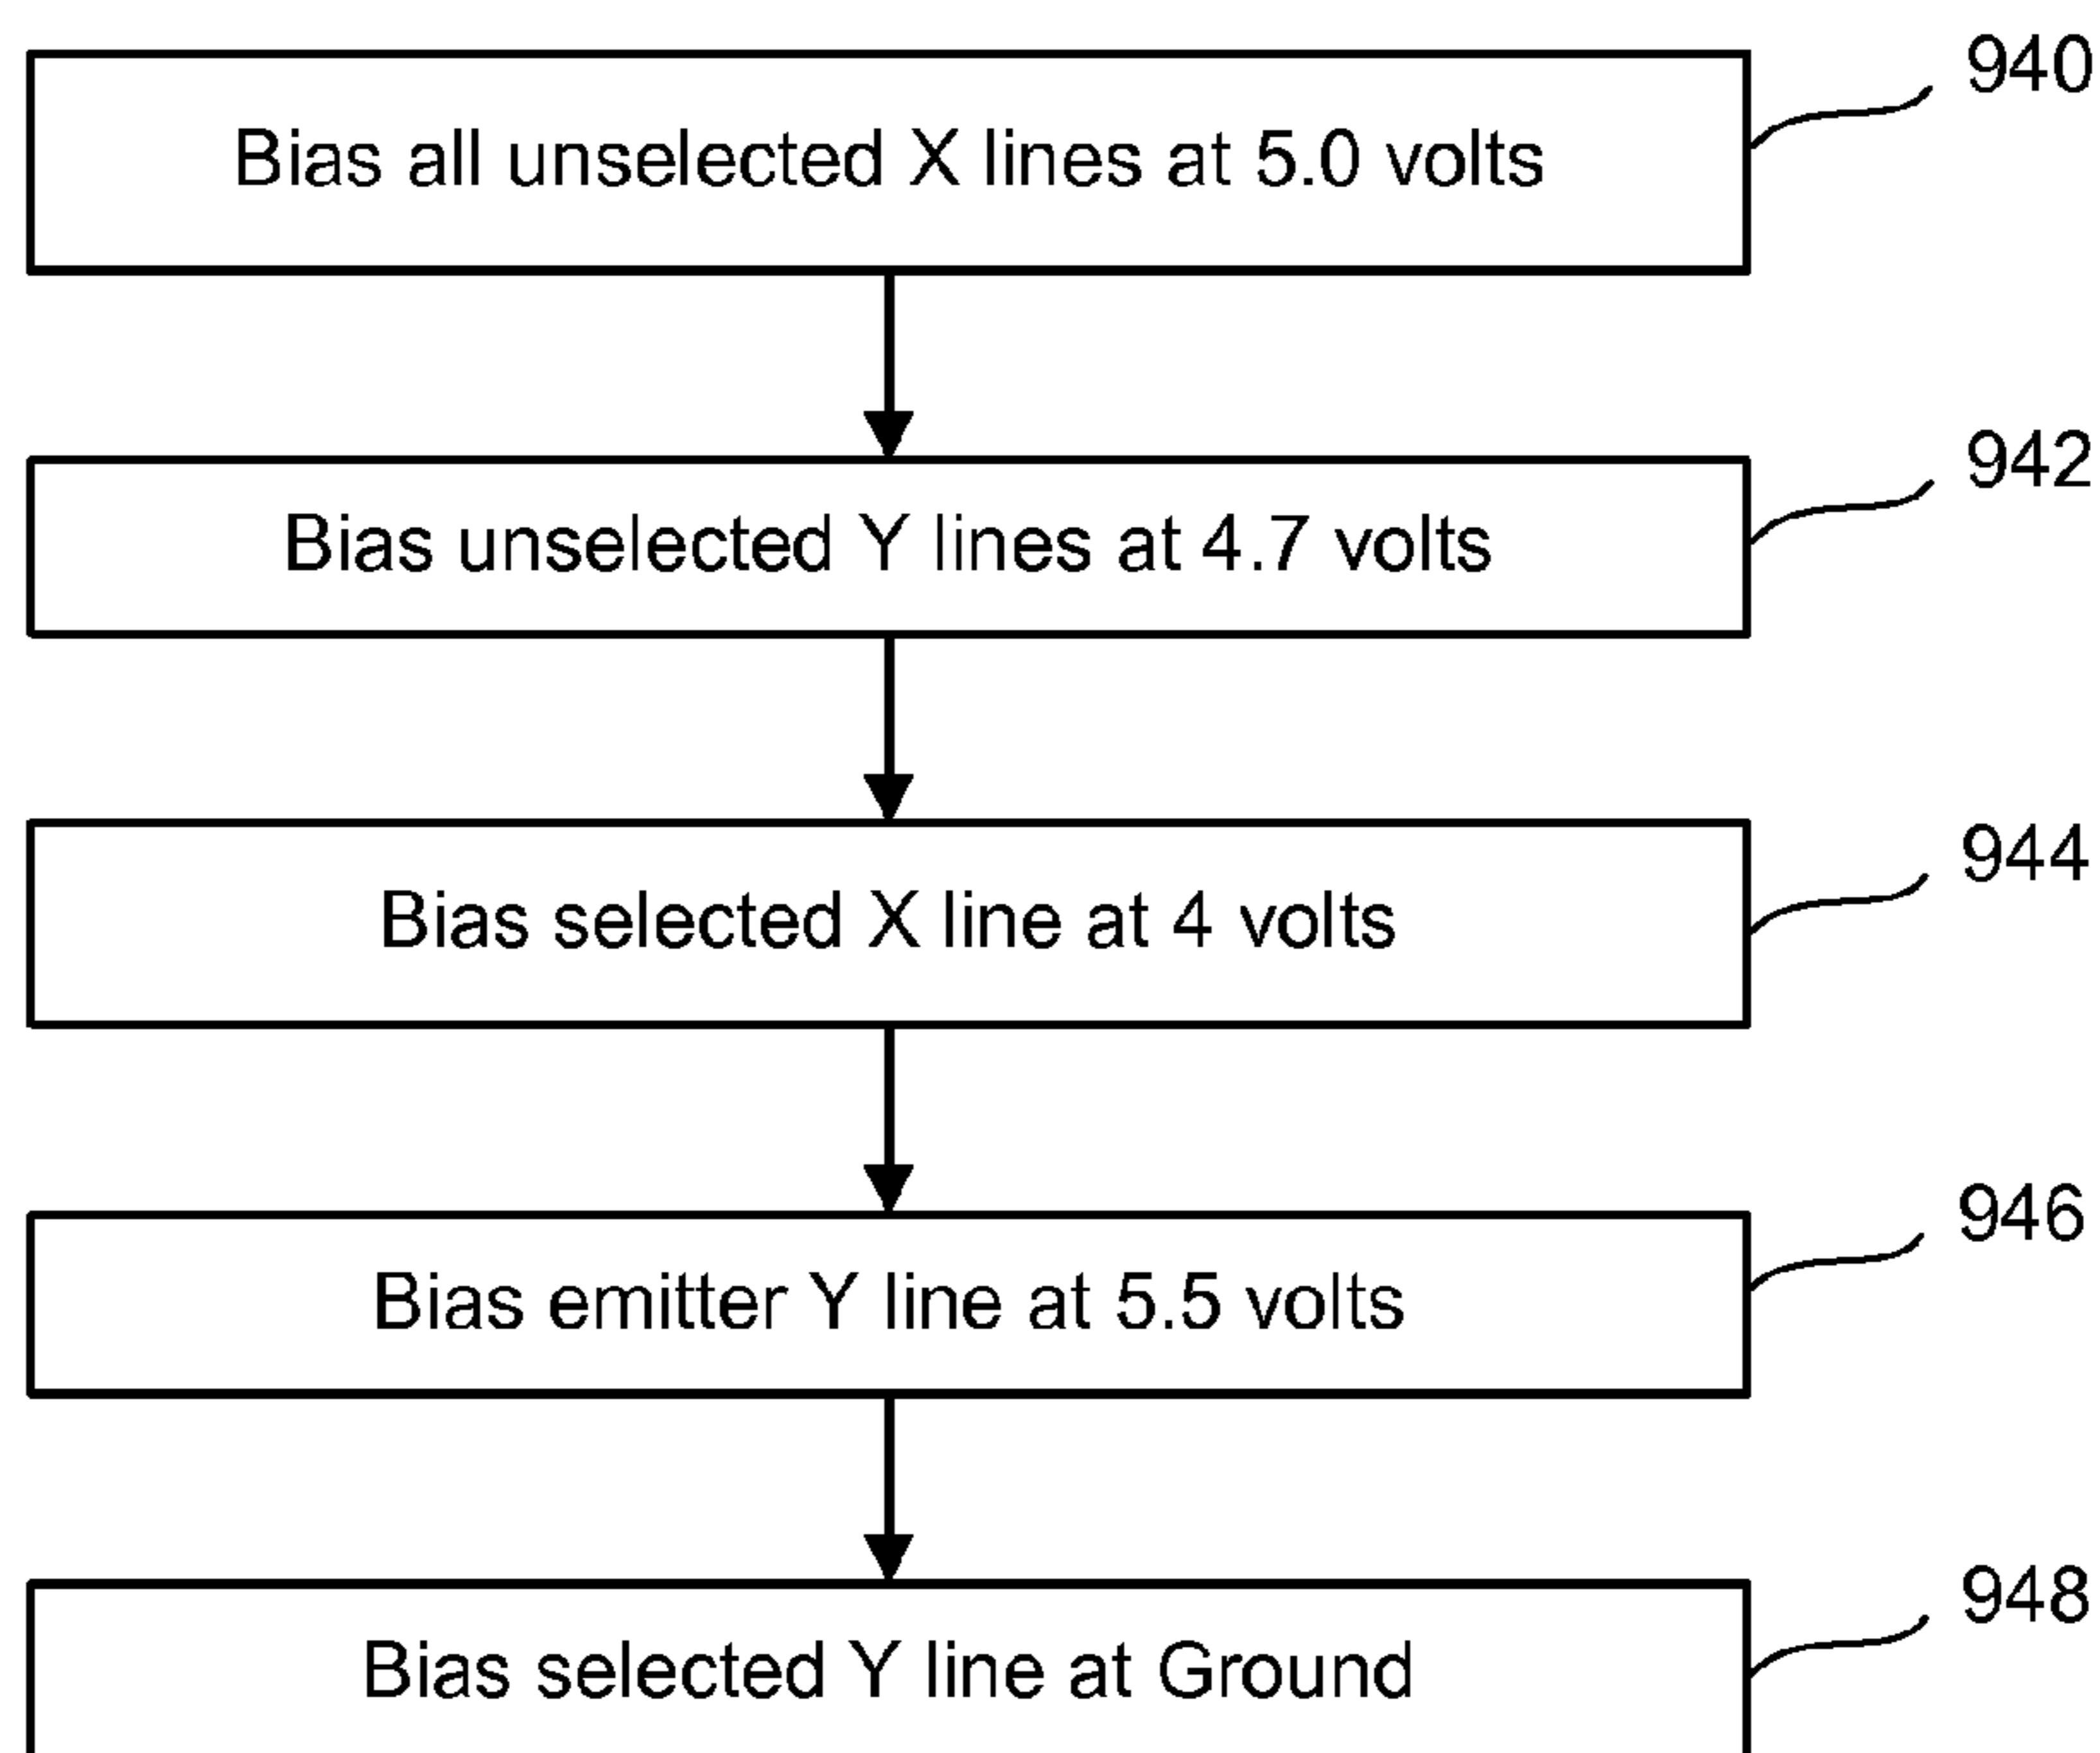 940
Bias all unselected X lines at 5.0 volts
942
Bias unselected Y lines at 4.7 volts
944
Bias selected X line at 4 volts
946
Bias emitter Y line at 5.5 volts
948
Bias selected Y line at Ground